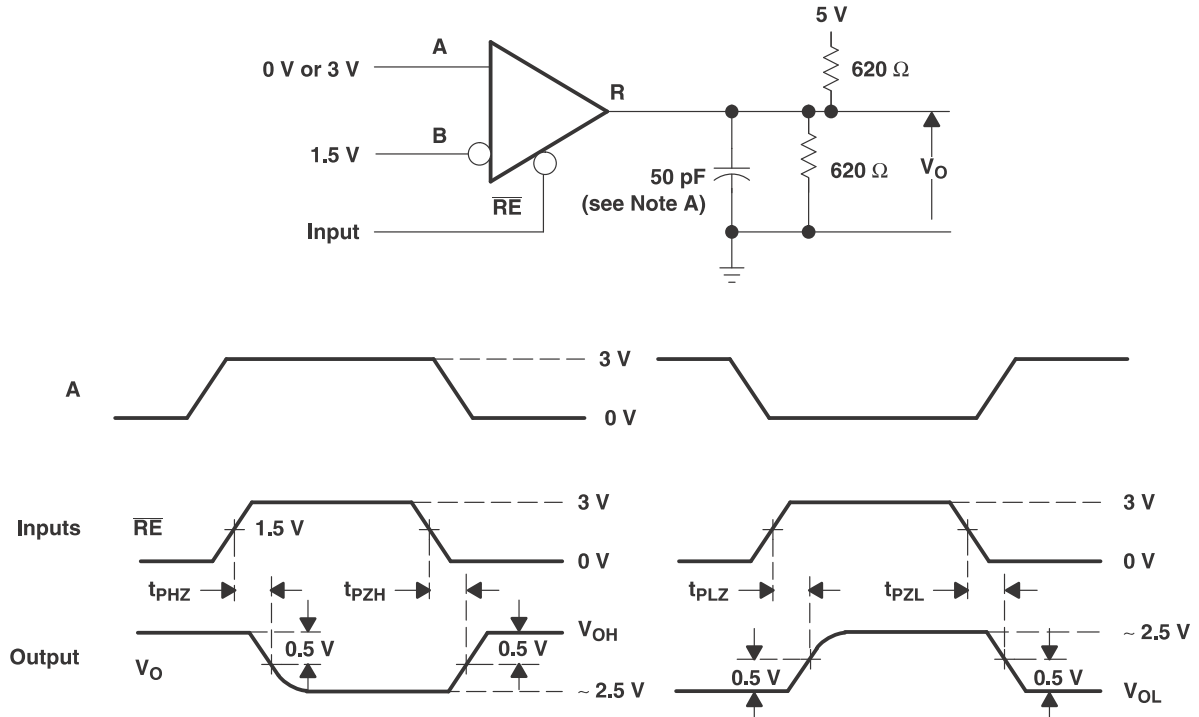 5 V
620 Ω
A
0 V or 3 V
R
B
1.5 V
50 pF
(see Note A)
620 Ω
VO
RE
Input
A
3 V
0 V
Inputs
RE
1.5 V
3 V
0 V
3 V
0 V
tPHZ
tPZH
tPLZ
tPZL
Output
VO
0.5 V
0.5 V
VOH
~ 2.5 V
0.5 V
0.5 V
~ 2.5 V
VOL